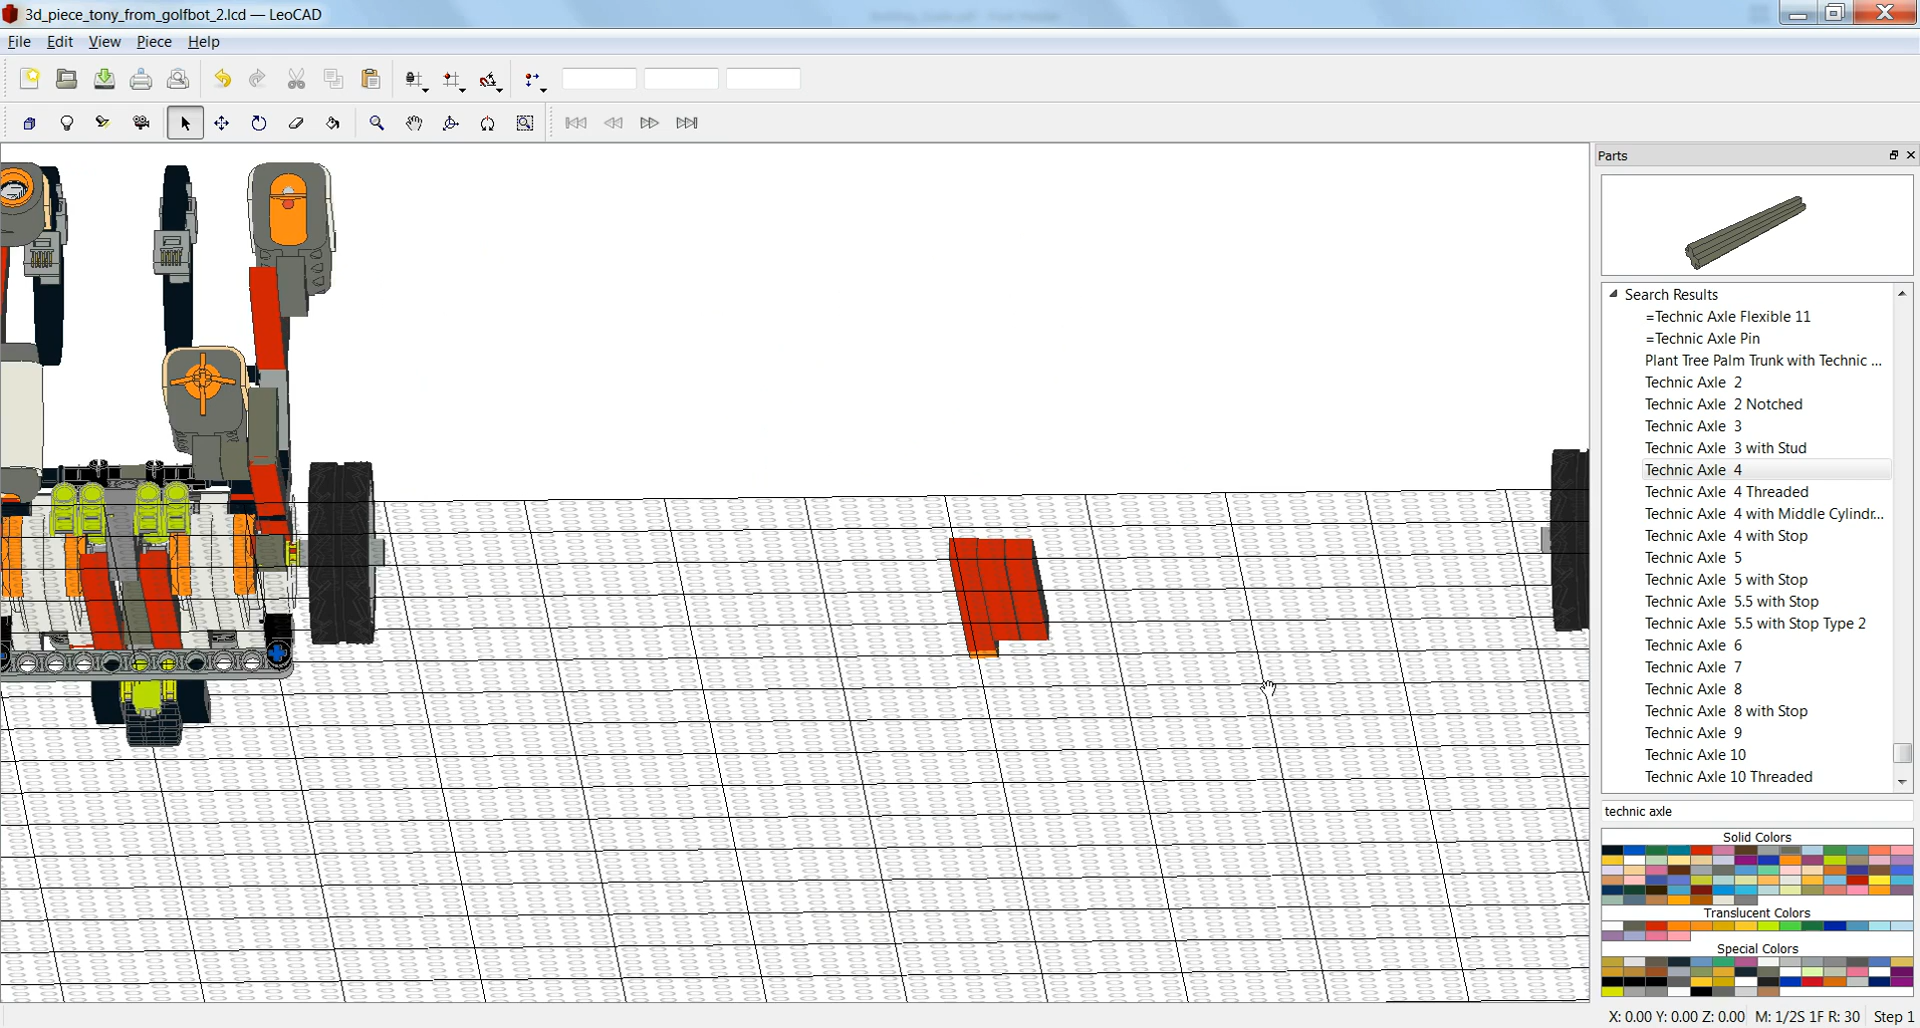 3d_piece_tony_from_golfbot_2.lcd — LeoCAD
File Edit View Piece Help
Parts
Search Results
=Technic Axle Flexible 11
=Technic Axle Pin
Plant Tree Palm Trunk with Technic ...
Technic Axle 2
Technic Axle 2 Notched
Technic Axle 3
Technic Axle 3 with Stud
Technic Axle 4
Technic Axle 4 Threaded
Technic Axle 4 with Middle Cylindr...
Technic Axle 4 with Stop
Technic Axle 5
Technic Axle 5 with Stop
Technic Axle 5.5 with Stop
Technic Axle 5.5 with Stop Type 2
Technic Axle 6
Technic Axle 7
Technic Axle 8
Technic Axle 8 with Stop
Technic Axle 9
Technic Axle 10
Technic Axle 10 Threaded
technic axle
Solid Colors
Translucent Colors
Special Colors
X: 0.00 Y: 0.00 Z: 0.00 M: 1/2S 1F R: 30 Step 1